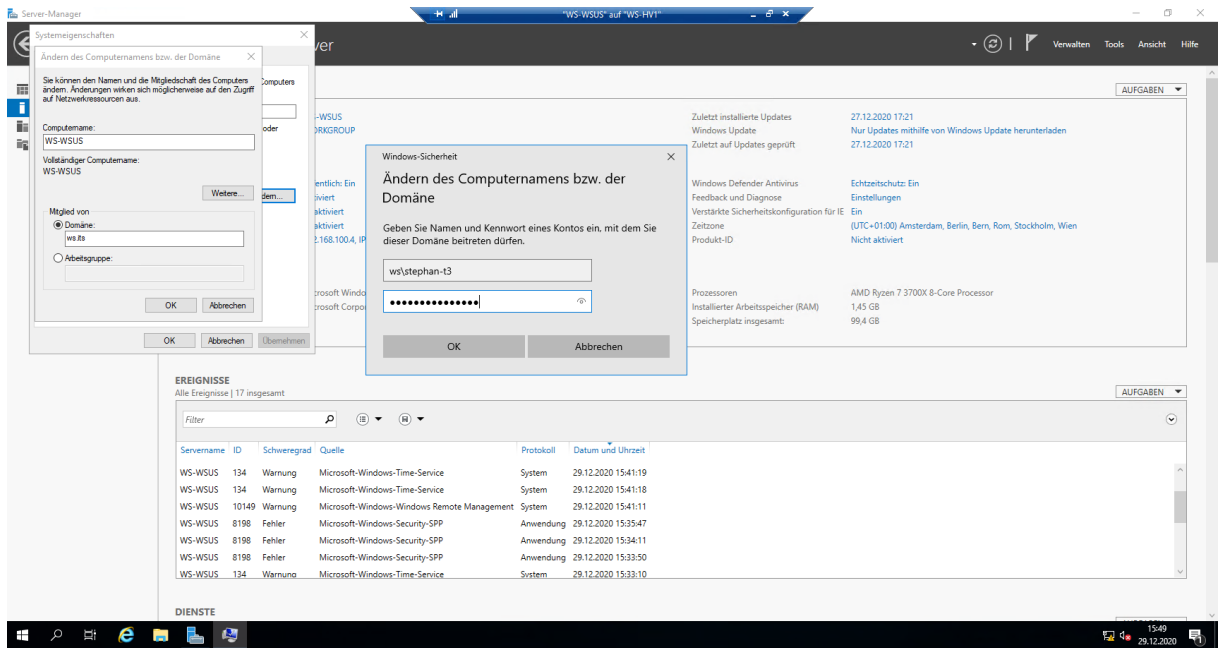 Server-Manager
"WS-WSUS" auf "WS-HV1"
Verwalten Tools Ansicht Hilfe
Systemeigenschaften
Ändern des Computernamens bzw. der Domäne
Sie können den Namen und die Mitgliedschaft des Computers
ändern. Änderungen wirken sich möglicherweise auf den Zugriff
auf Netzwerkressourcen aus.
Computername:
WS-WSUS
Vollständiger Computername:
WS-WSUS
Weitere...
Mitglied von
Domäne:
ws.its
Arbeitsgruppe:
OK Abbrechen
Computers
oder
OK Abbrechen Übernehmen
AUFGABEN
-WSUS
Zuletzt installierte Updates 27.12.2020 17:21
Windows Update Nur Updates mithilfe von Windows Update herunterladen
Zuletzt auf Updates geprüft 27.12.2020 17:21
entlich: Ein
Windows Defender Antivirus Echtzeitschutz: Ein
Feedback und Diagnose Einstellungen
Verstärkte Sicherheitskonfiguration für IE Ein
Zeitzone (UTC+01:00) Amsterdam, Berlin, Bern, Rom, Stockholm, Wien
Produkt-ID Nicht aktiviert
Prozessoren AMD Ryzen 7 3700X 8-Core Processor
Installierter Arbeitsspeicher (RAM) 1,45 GB
Speicherplatz insgesamt: 99,4 GB
Windows-Sicherheit
Ändern des Computernamens bzw. der
Domäne
Geben Sie Namen und Kennwort eines Kontos ein, mit dem Sie
dieser Domäne beitreten dürfen.
ws\stephan-t3
OK Abbrechen
EREIGNISSE
Alle Ereignisse | 17 insgesamt
AUFGABEN
Filter
Servername ID Schweregrad Quelle Protokoll Datum und Uhrzeit
WS-WSUS 134 Warnung Microsoft-Windows-Time-Service System 29.12.2020 15:41:19
WS-WSUS 134 Warnung Microsoft-Windows-Time-Service System 29.12.2020 15:41:18
WS-WSUS 10149 Warnung Microsoft-Windows-Windows Remote Management System 29.12.2020 15:41:11
WS-WSUS 8198 Fehler Microsoft-Windows-Security-SPP Anwendung 29.12.2020 15:35:47
WS-WSUS 8198 Fehler Microsoft-Windows-Security-SPP Anwendung 29.12.2020 15:34:11
WS-WSUS 8198 Fehler Microsoft-Windows-Security-SPP Anwendung 29.12.2020 15:33:50
WS-WSUS 134 Warnung Microsoft-Windows-Time-Service System 29.12.2020 15:33:10
DIENSTE
15:49
29.12.2020